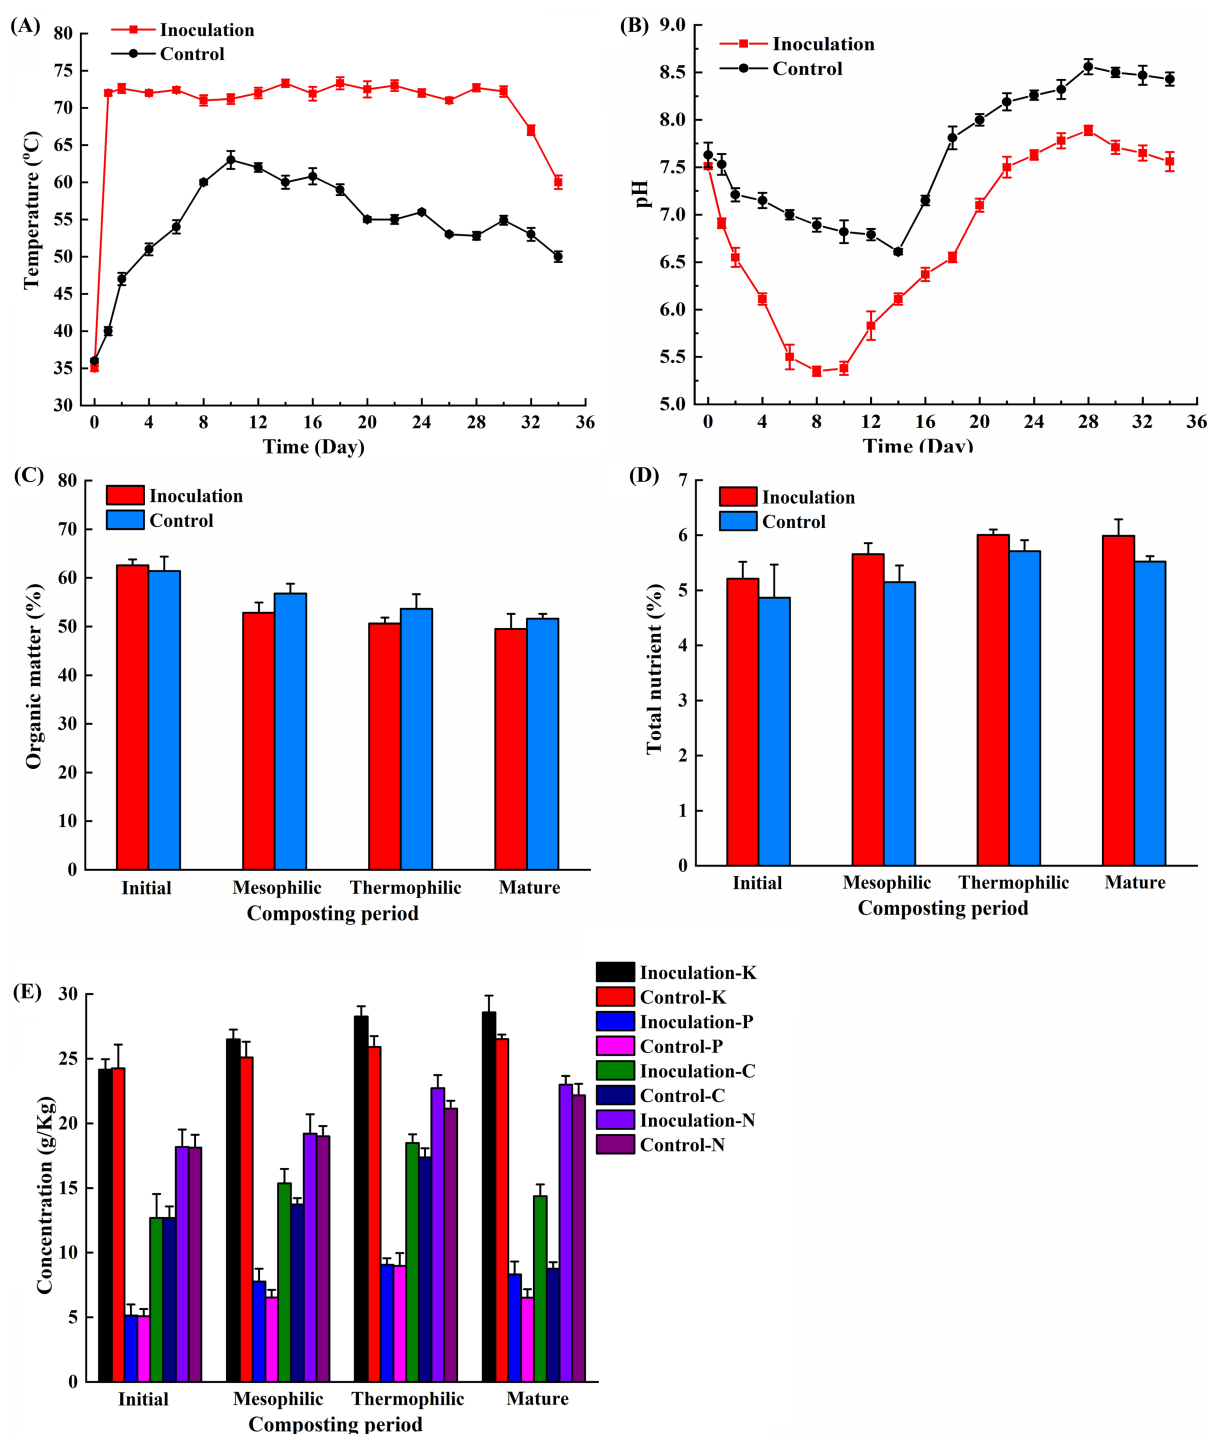 (A)
Inoculation
Control
80
75
70
65
60
55
50
45
40
35
30
Temperature (ºC)
0 4 8 12 16 20 24 28 32 36
Time (Day)
(B)
Inoculation
Control
9.0
8.5
8.0
7.5
7.0
6.5
6.0
5.5
5.0
pH
0 4 8 12 16 20 24 28 32 36
Time (Day)
(C)
Inoculation
Control
80
70
60
50
40
30
20
10
0
Organic matter (%)
Initial Mesophilic Thermophilic Mature
Composting period
(D)
Inoculation
Control
7
6
5
4
3
2
1
0
Total nutrient (%)
Initial Mesophilic Thermophilic Mature
Composting period
(E)
Inoculation-K
Control-K
Inoculation-P
Control-P
Inoculation-C
Control-C
Inoculation-N
Control-N
30
25
20
15
10
5
0
Concentration (g/Kg)
Initial Mesophilic Thermophilic Mature
Composting period